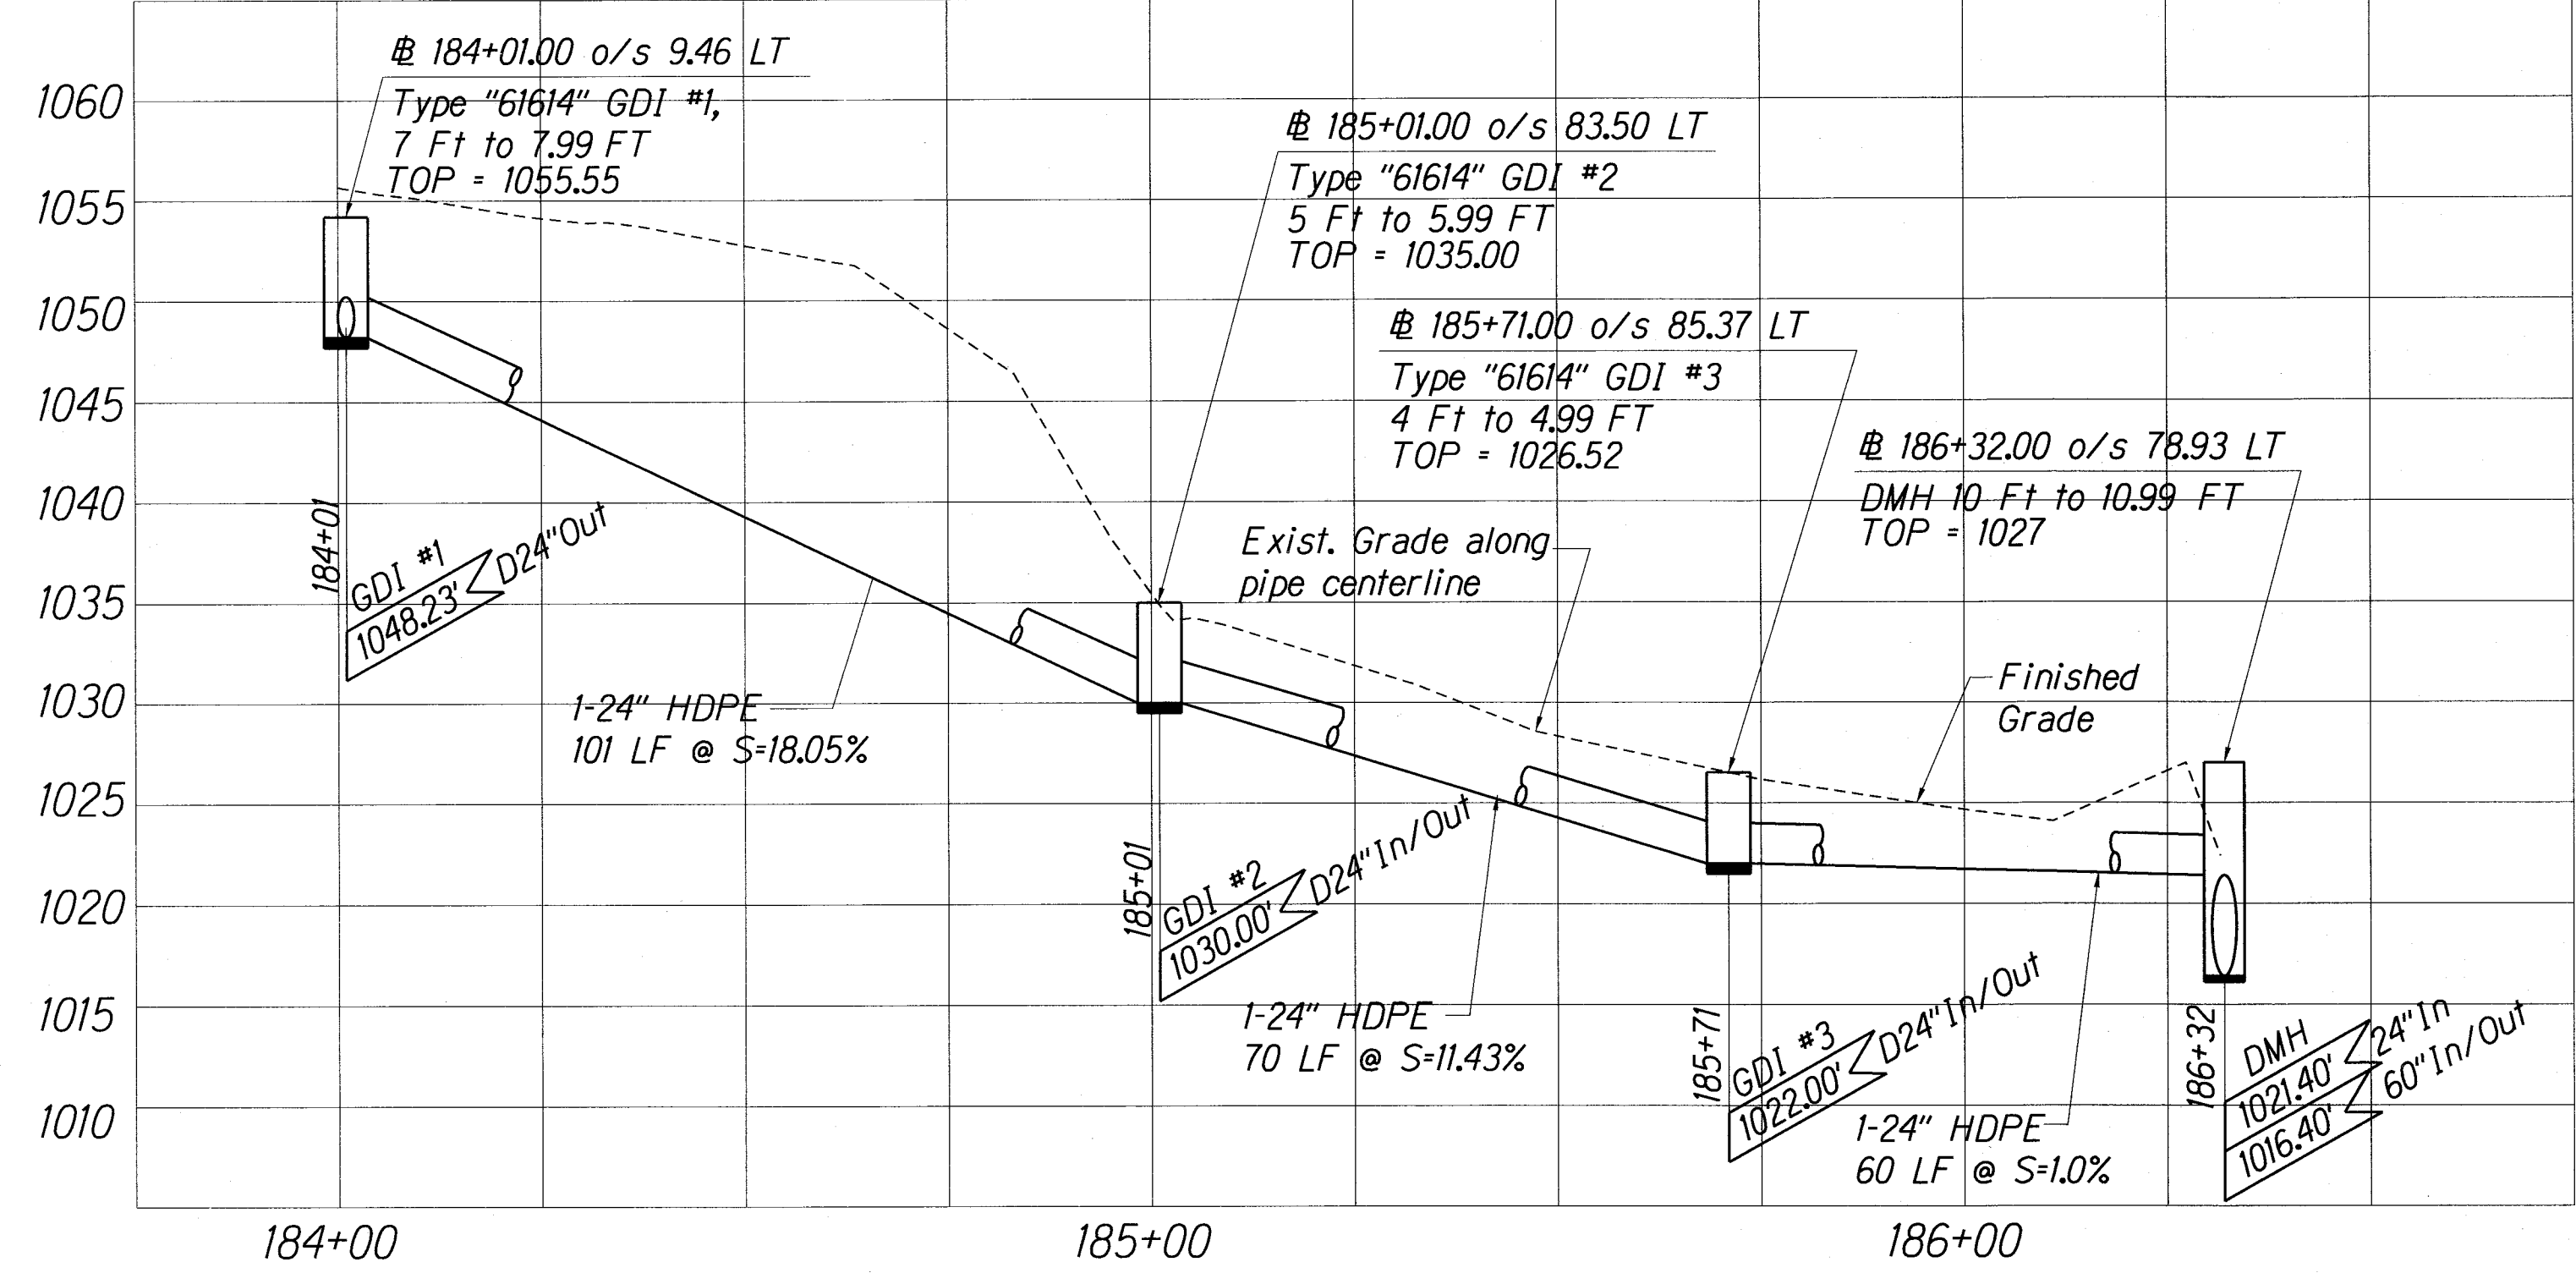 1060
1055
1050
1045
1040
1035
1030
1025
1020
1015
1010
BL 184+01.00 o/s 9.46 LT
Type "61614" GDI #1,
7 Ft to 7.99 FT
TOP = 1055.55
BL 185+01.00 o/s 83.50 LT
Type "61614" GDI #2
5 Ft to 5.99 FT
TOP = 1035.00
BL 185+71.00 o/s 85.37 LT
Type "61614" GDI #3
4 Ft to 4.99 FT
TOP = 1026.52
BL 186+32.00 o/s 78.93 LT
DMH 10 Ft to 10.99 FT
TOP = 1027
Exist. Grade along
pipe centerline
Finished
Grade
184+01
GDI #1
1048.23' D24"Out
1-24" HDPE
101 LF @ S=18.05%
185+01
GDI #2
1030.00' D24"In/Out
1-24" HDPE
70 LF @ S=11.43%
185+71
GDI #3
1022.00' D24"In/Out
1-24" HDPE
60 LF @ S=1.0%
186+32
DMH
1021.40' 24"In
1016.40' 60"In/Out
184+00
185+00
186+00